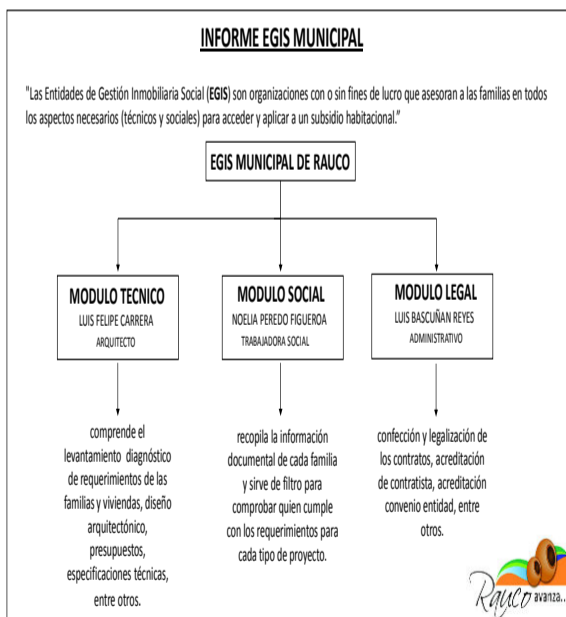 INFORME EGIS MUNICIPAL
"Las Entidades de Gestión Inmobiliaria Social (EGIS) son organizaciones con o sin fines de lucro que asesoran a las familias en todos
los aspectos necesarios (técnicos y sociales) para acceder y aplicar a un subsidio habitacional."
EGIS MUNICIPAL DE RAUCO
MODULO TECNICO
LUIS FELIPE CARRERA
ARQUITECTO
MODULO SOCIAL
NOELIA PEREDO FIGUEROA
TRABAJADORA SOCIAL
MODULO LEGAL
LUIS BASCUÑAN REYES
ADMINISTRATIVO
comprende el
levantamiento diagnóstico
de requerimientos de las
familias y viviendas, diseño
arquitectónico,
presupuestos,
especificaciones técnicas,
entre otros.
recopila la información
documental de cada familia
y sirve de filtro para
comprobar quien cumple
con los requerimientos para
cada tipo de proyecto.
confección y legalización de
los contratos, acreditación
de contratista, acreditación
convenio entidad, entre
otros.
Rauco avanza..